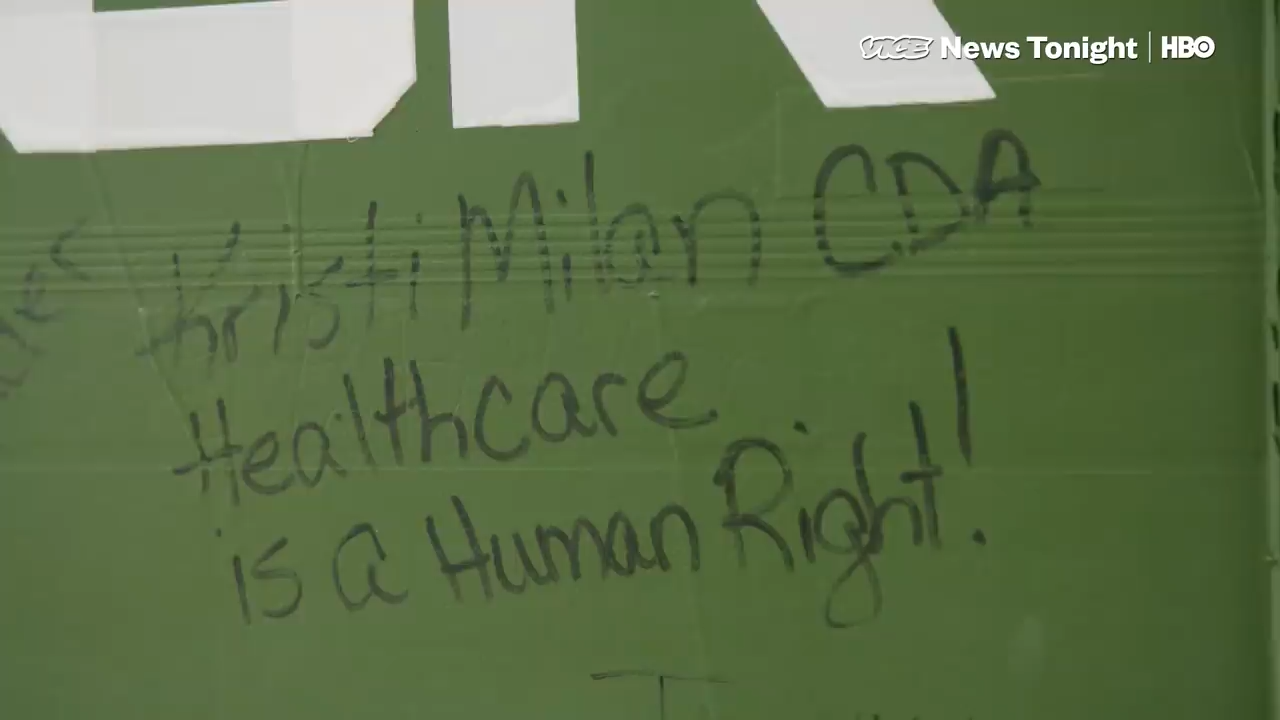 VICE News Tonight | HBO
Kristi Milan CDA
Healthcare
is a Human Right!